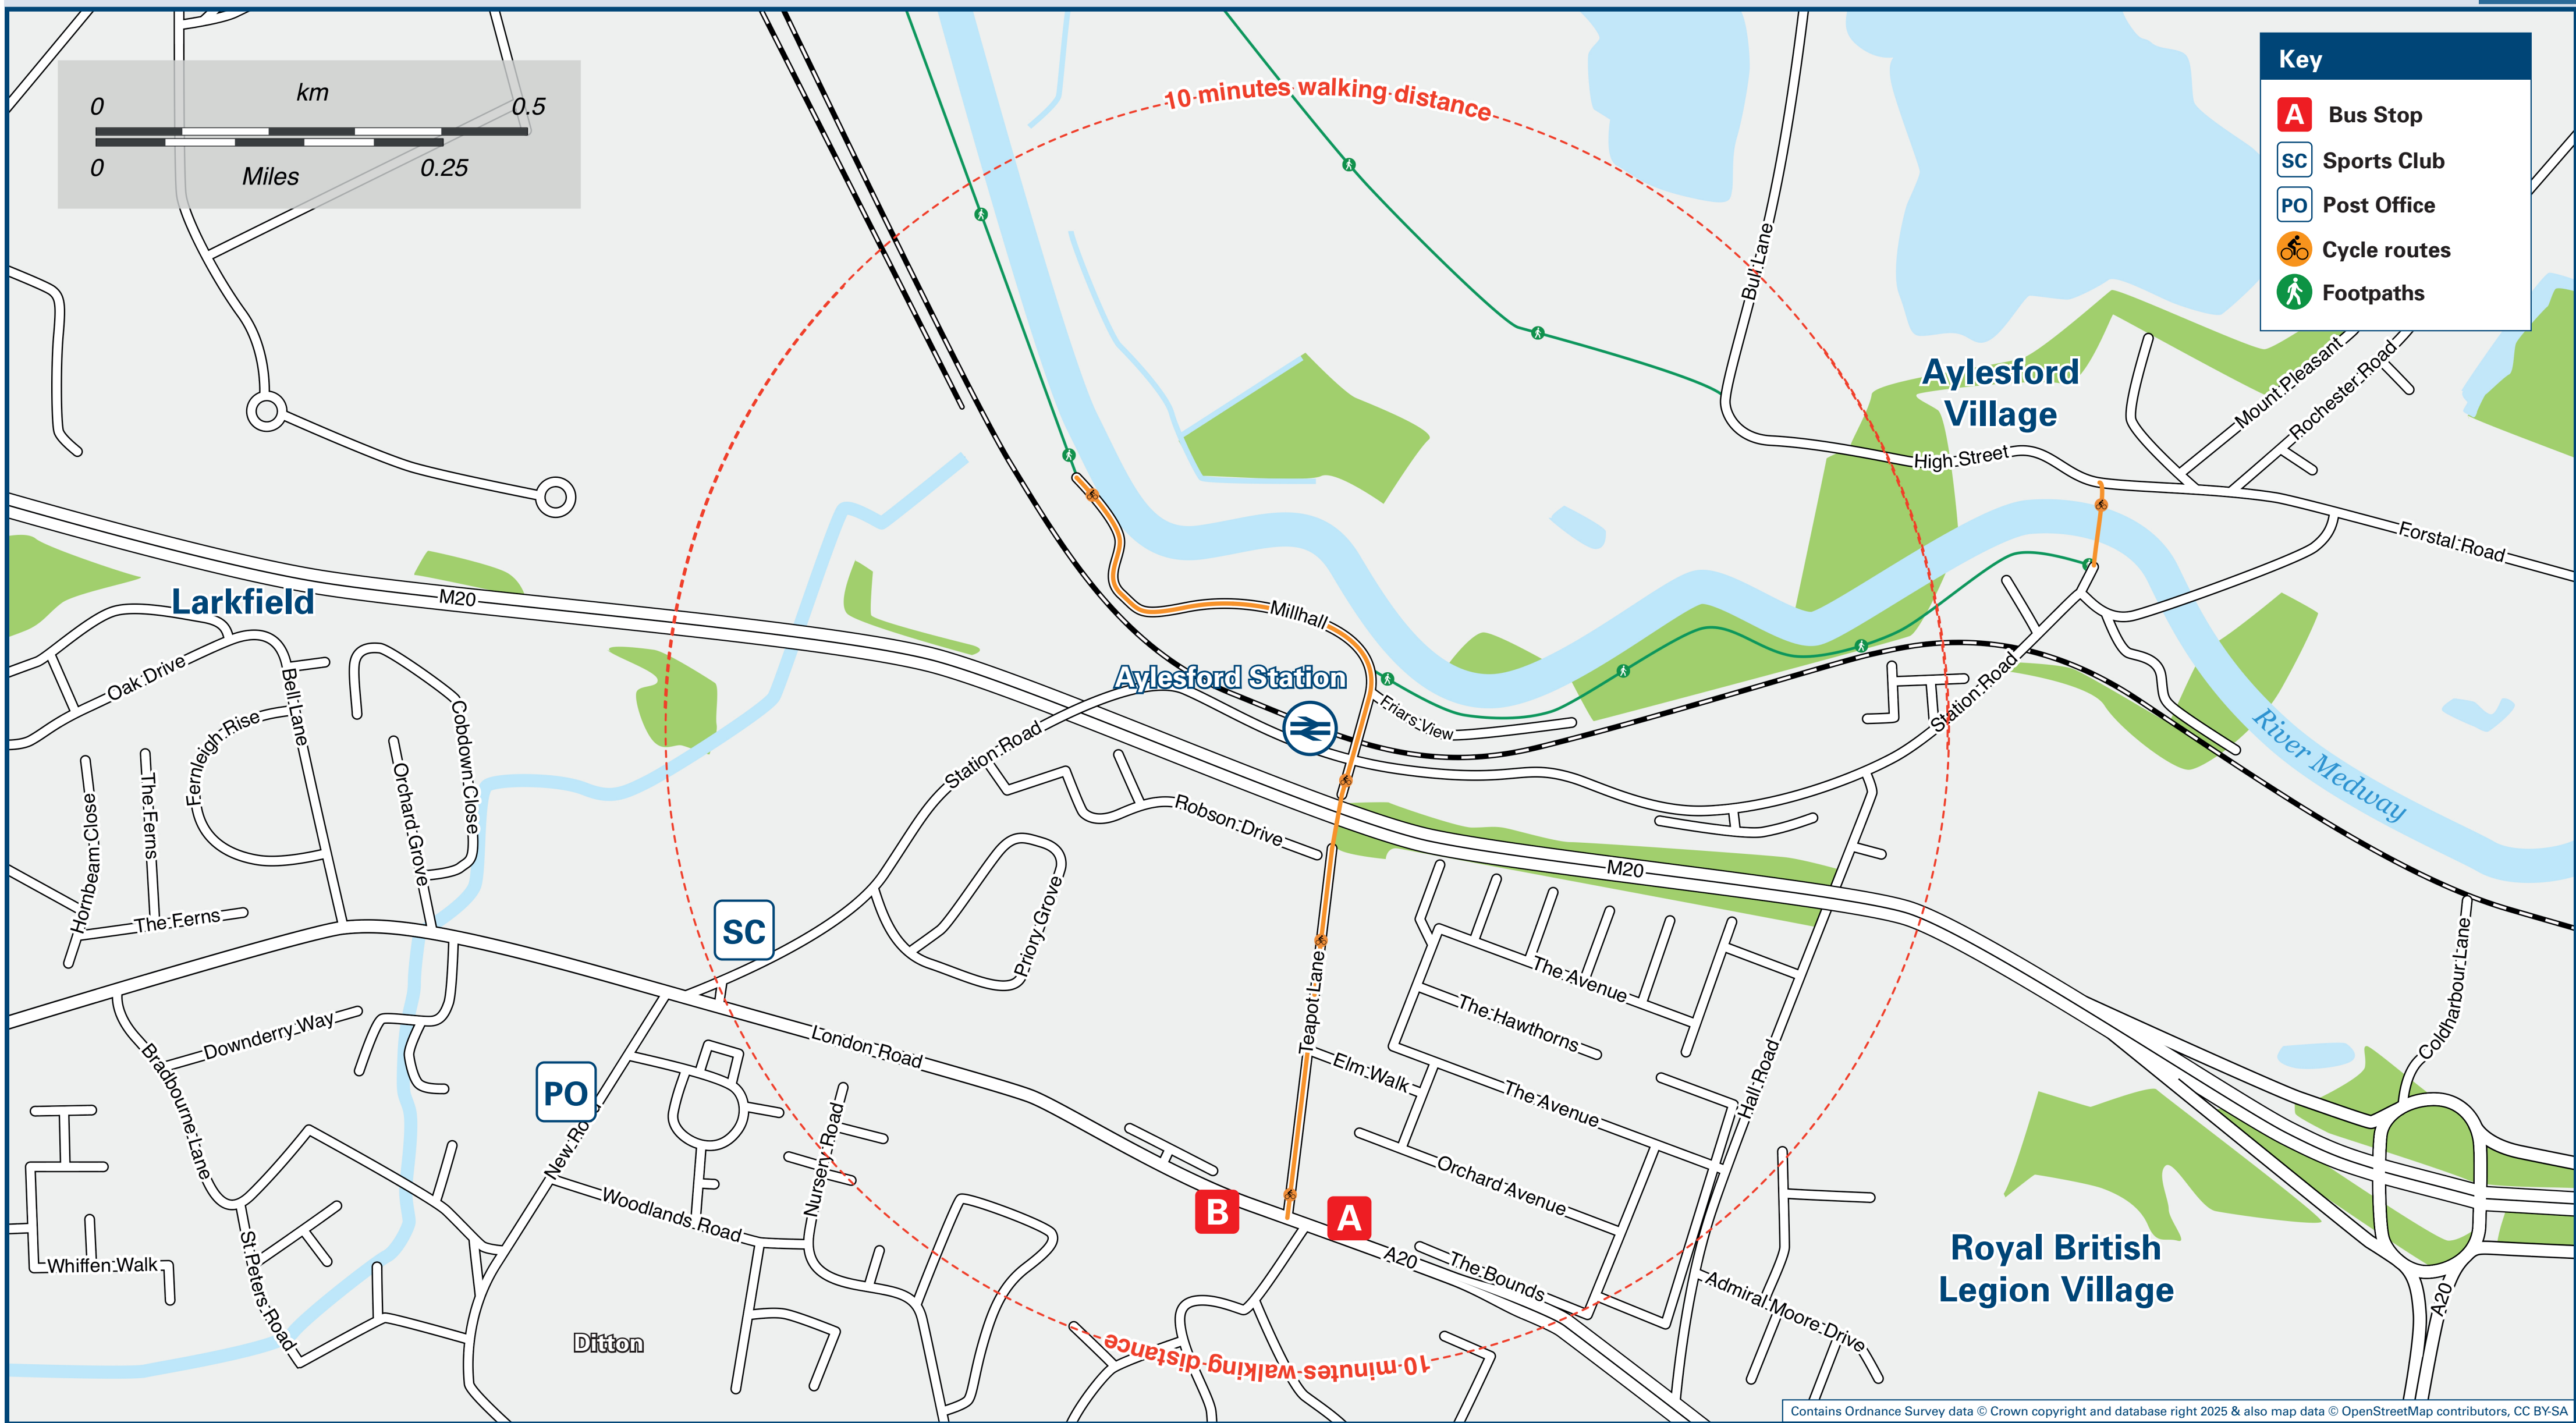 km
0
0.5
0
Miles
0.25
10 minutes walking distance
Key
A Bus Stop
SC Sports Club
PO Post Office
Cycle routes
Footpaths
Bull Lane
Aylesford
Village
Mount Pleasant
Rochester Road
High Street
Forstal Road
Larkfield
M20
Millhall
Aylesford Station
Friars View
Station Road
River Medway
Oak Drive
Bell Lane
Fernleigh Rise
Cobdown Close
Orchard Grove
The Ferns
Hornbeam Close
The Ferns
Station Road
Robson Drive
Priory Grove
M20
SC
Teapot Lane
The Avenue
The Hawthorns
Elm Walk
The Avenue
Orchard Avenue
Hall Road
Coldharbour Lane
London Road
Downderry Way
Bradbourne Lane
PO
New Ro
Nursery Road
Woodlands Road
St Peters Road
Whiffen Walk
B
A
A20
The Bounds
Admiral Moore Drive
Royal British
Legion Village
A20
Ditton
10 minutes walking distance
Contains Ordnance Survey data © Crown copyright and database right 2025 & also map data © OpenStreetMap contributors, CC BY-SA